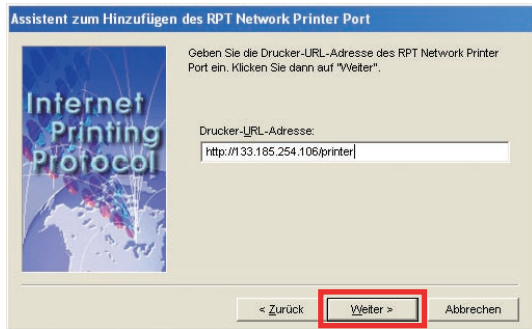 Assistent zum Hinzufügen des RPT Network Printer Port
Geben Sie die Drucker-URL-Adresse des RPT Network Printer
Port ein. Klicken Sie dann auf "Weiter".
Internet
Printing
Protocol
Drucker-URL-Adresse:
http://133.185.254.106/printer
< Zurück
Weiter >
Abbrechen